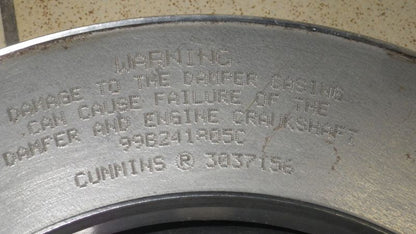 WARNING
DAMAGE TO THE DAMPER CASING
CAN CAUSE FAILURE OF THE
DAMPER AND ENGINE CRANKSHAFT
99B241805C
CUMMINS ® 3037156